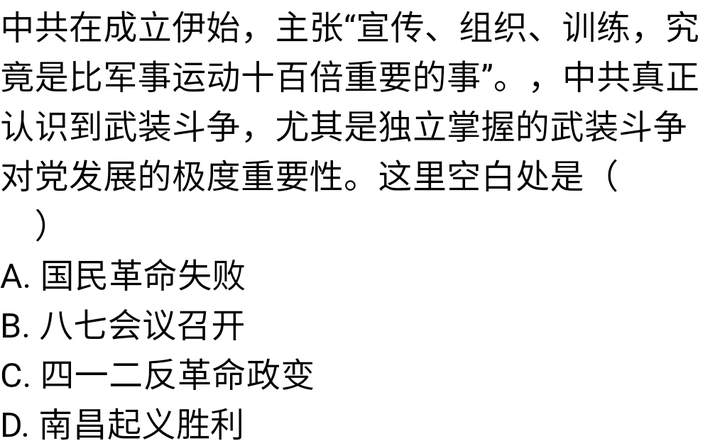 中共在成立伊始，主张“宣传、组织、训练，究
竟是比军事运动十百倍重要的事”。，中共真正
认识到武装斗争，尤其是独立掌握的武装斗争
对党发展的极度重要性。这里空白处是（
）
A. 国民革命失败
B. 八七会议召开
C. 四一二反革命政变
D. 南昌起义胜利